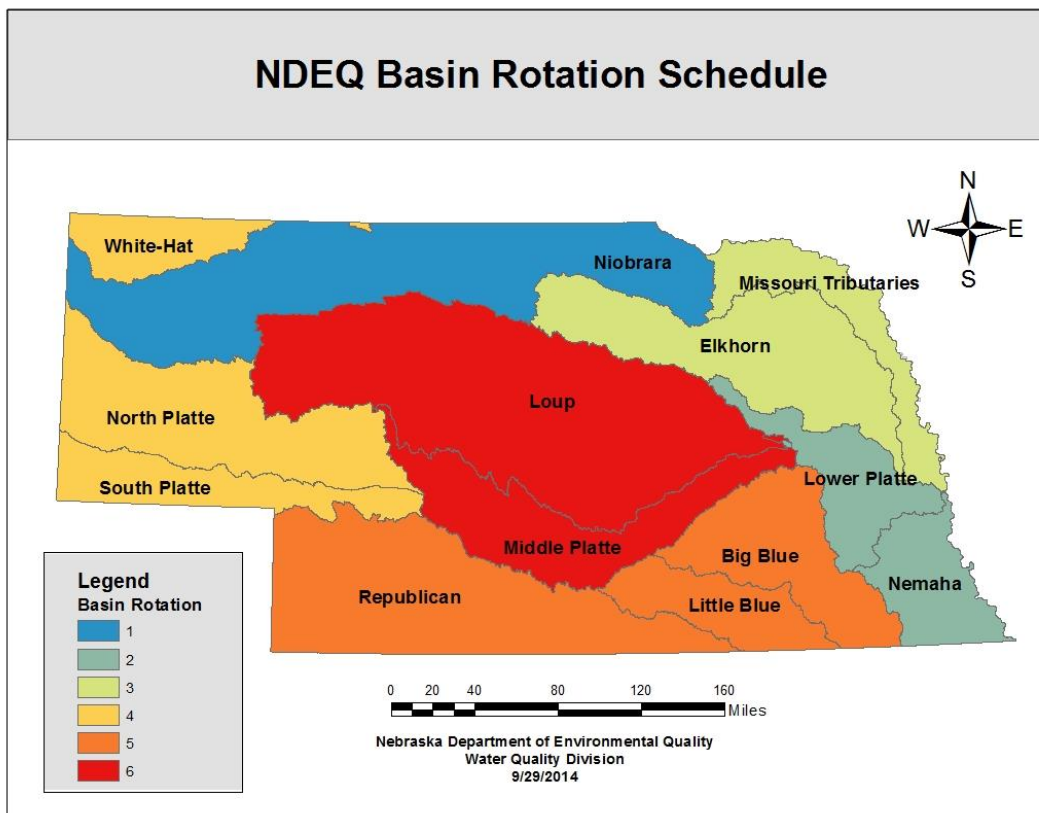 NDEQ Basin Rotation Schedule
N
W E
S
White-Hat
Niobrara
Missouri Tributaries
Elkhorn
Loup
North Platte
South Platte
Lower Platte
Middle Platte
Big Blue
Nemaha
Republican
Little Blue
Legend
Basin Rotation
1
2
3
4
5
6
0 20 40 80 120 160
Miles
Nebraska Department of Environmental Quality
Water Quality Division
9/29/2014